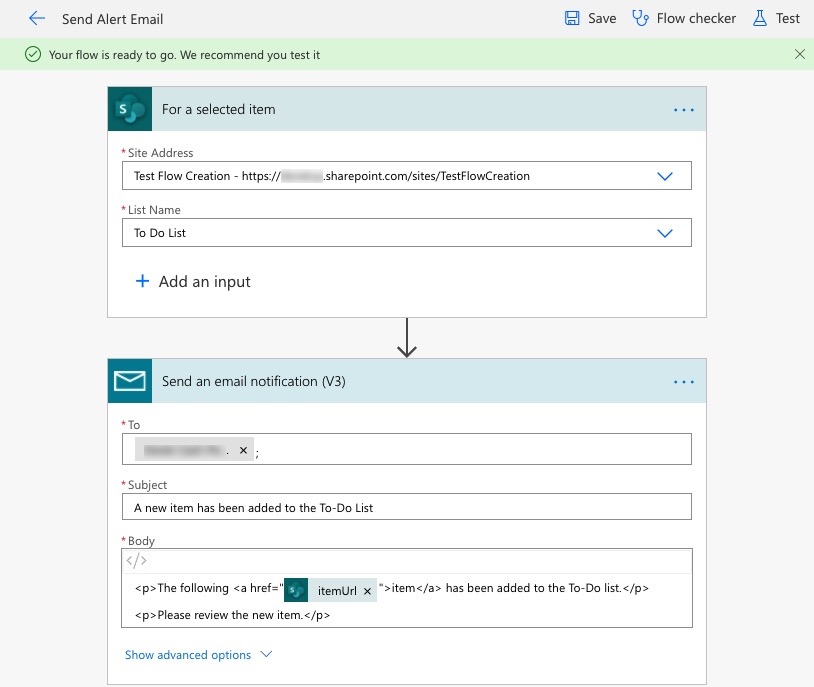 Send Alert Email Save Flow checker Test
Your flow is ready to go. We recommend you test it
S For a selected item
* Site Address
Test Flow Creation - https:// .sharepoint.com/sites/TestFlowCreation
* List Name
To Do List
+ Add an input
Send an email notification (V3)
* To
. × ;
* Subject
A new item has been added to the To-Do List
* Body
</>
<p>The following <a href=" S itemUrl × ">item</a> has been added to the To-Do list.</p>
<p>Please review the new item.</p>
Show advanced options